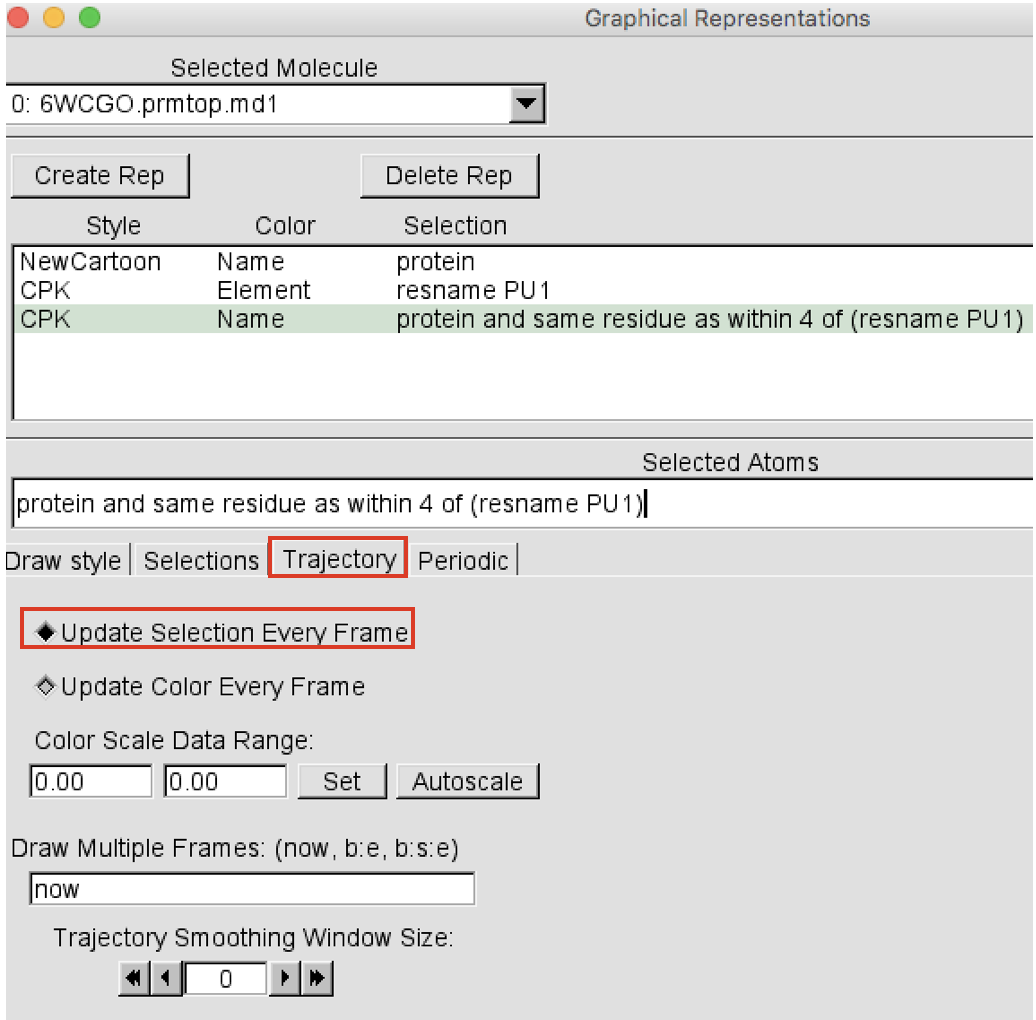 Graphical Representations
Selected Molecule
0: 6WCGO.prmtop.md1
Create Rep Delete Rep
Style Color Selection
NewCartoon Name protein
CPK Element resname PU1
CPK Name protein and same residue as within 4 of (resname PU1)
Selected Atoms
protein and same residue as within 4 of (resname PU1)
Draw style Selections Trajectory Periodic
Update Selection Every Frame
Update Color Every Frame
Color Scale Data Range:
0.00 0.00 Set Autoscale
Draw Multiple Frames: (now, b:e, b:s:e)
now
Trajectory Smoothing Window Size:
0